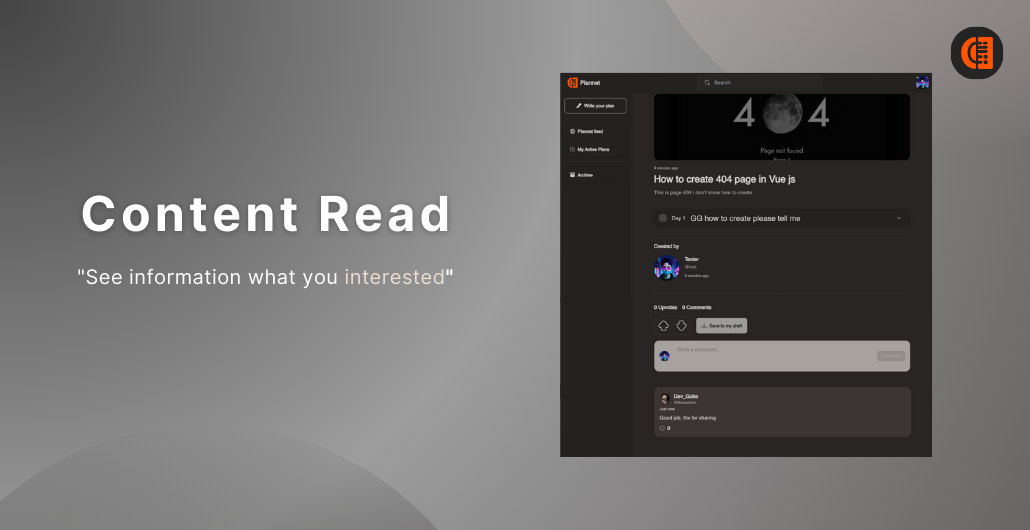 Content Read
"See information what you interested"
Plannet
Search
Write your plan
Plannet feed
My Active Plans
Archive
4 4
Page not found
9 minutes ago
How to create 404 page in Vue js
This is page 404 i don't know how to create
Day 1 GG how to create please tell me
Created by
Tester
9 minutes ago
0 Upvotes 0 Comments
Save to my draft
Write a comment...
Dev_Goko
Just now
Good job, thx for sharing
0